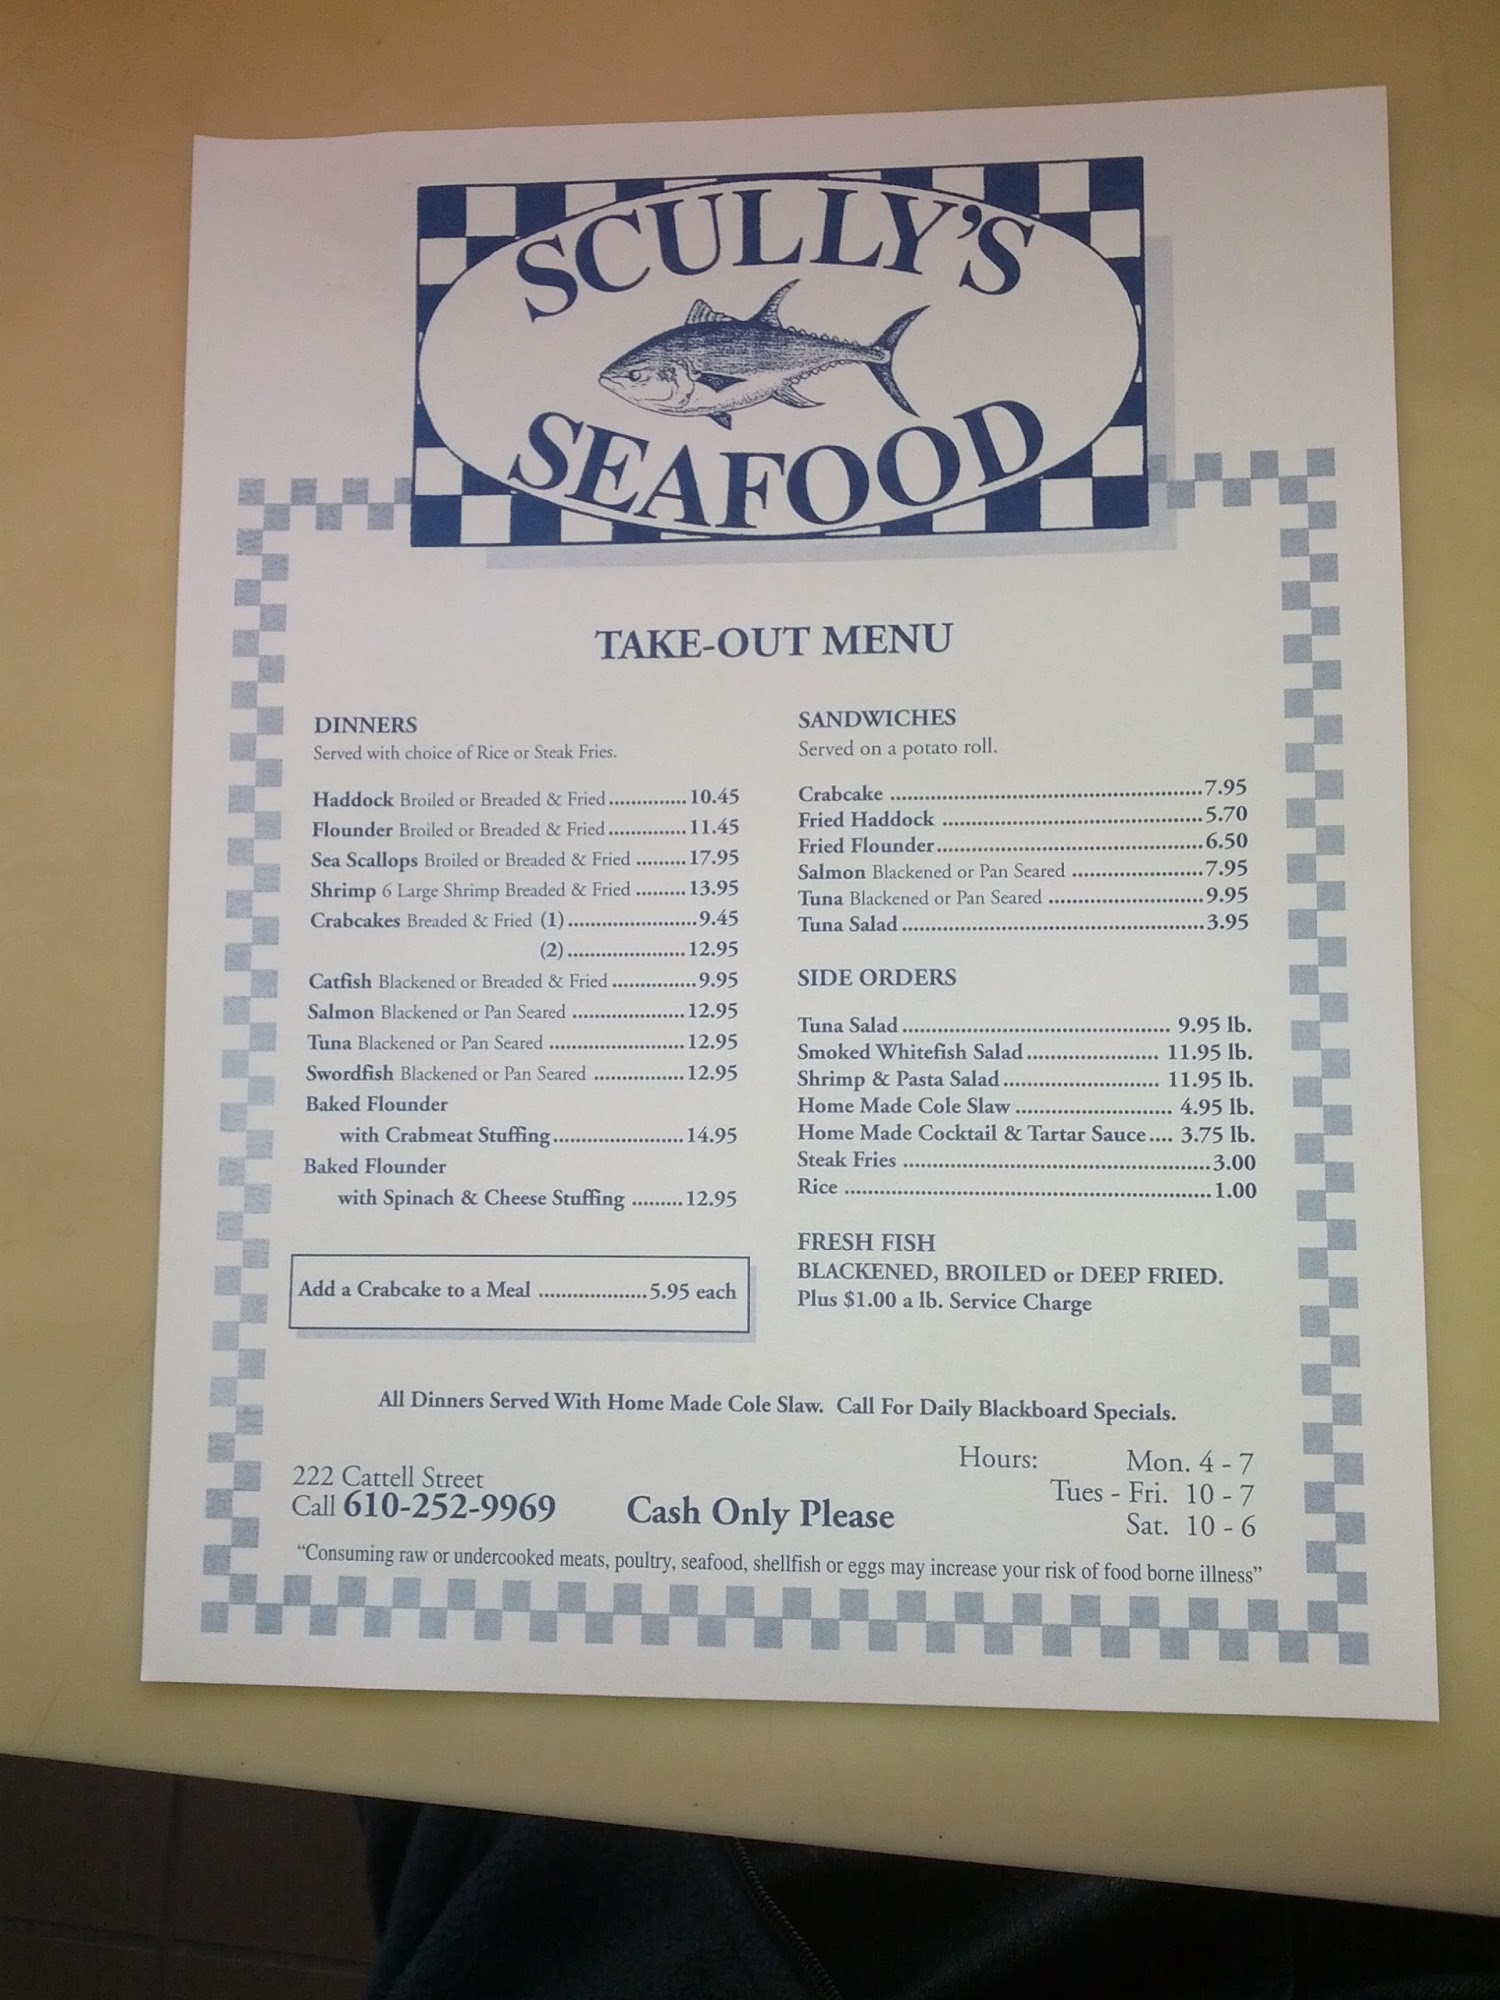 SCULLY'S
SEAFOOD
TAKE-OUT MENU
DINNERS
Served with choice of Rice or Steak Fries.
Haddock Broiled or Breaded & Fried..............10.45
Flounder Broiled or Breaded & Fried..............11.45
Sea Scallops Broiled or Breaded & Fried .........17.95
Shrimp 6 Large Shrimp Breaded & Fried .........13.95
Crabcakes Breaded & Fried (1).......................9.45
(2).....................12.95
Catfish Blackened or Breaded & Fried...............9.95
Salmon Blackened or Pan Seared ....................12.95
Tuna Blackened or Pan Seared ........................12.95
Swordfish Blackened or Pan Seared ................12.95
Baked Flounder
with Crabmeat Stuffing.......................14.95
Baked Flounder
with Spinach & Cheese Stuffing .........12.95
Add a Crabcake to a Meal ...................5.95 each
SANDWICHES
Served on a potato roll.
Crabcake ........................................................7.95
Fried Haddock ...............................................5.70
Fried Flounder................................................6.50
Salmon Blackened or Pan Seared .......................7.95
Tuna Blackened or Pan Seared ...........................9.95
Tuna Salad......................................................3.95
SIDE ORDERS
Tuna Salad................................................ 9.95 lb.
Smoked Whitefish Salad....................... 11.95 lb.
Shrimp & Pasta Salad............................ 11.95 lb.
Home Made Cole Slaw ............................ 4.95 lb.
Home Made Cocktail & Tartar Sauce.... 3.75 lb.
Steak Fries .......................................................3.00
Rice ..................................................................1.00
FRESH FISH
BLACKENED, BROILED or DEEP FRIED.
Plus $1.00 a lb. Service Charge
All Dinners Served With Home Made Cole Slaw. Call For Daily Blackboard Specials.
222 Cattell Street
Call 610-252-9969
Cash Only Please
Hours: Mon. 4 - 7
Tues - Fri. 10 - 7
Sat. 10 - 6
"Consuming raw or undercooked meats, poultry, seafood, shellfish or eggs may increase your risk of food borne illness"